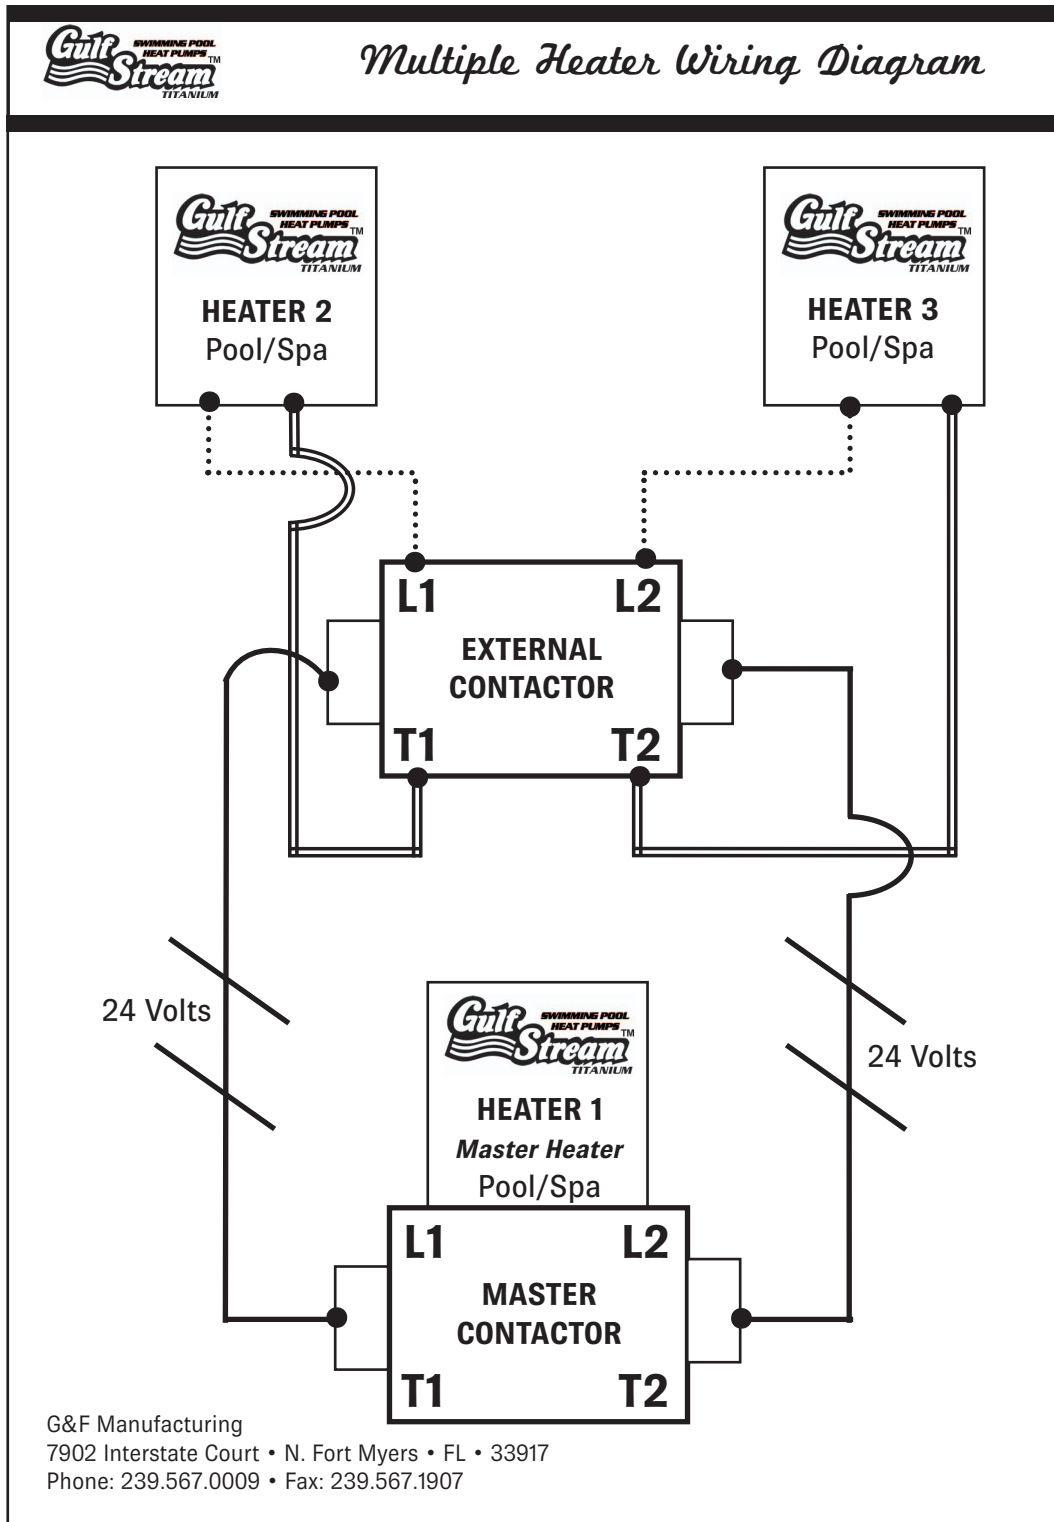 Gulf Stream
SWIMMING POOL
HEAT PUMPS
TM
TITANIUM
Multiple Heater Wiring Diagram
Gulf Stream
SWIMMING POOL
HEAT PUMPS
TM
TITANIUM
HEATER 2
Pool/Spa
Gulf Stream
SWIMMING POOL
HEAT PUMPS
TM
TITANIUM
HEATER 3
Pool/Spa
L1 L2
EXTERNAL
CONTACTOR
T1 T2
24 Volts
24 Volts
Gulf Stream
SWIMMING POOL
HEAT PUMPS
TM
TITANIUM
HEATER 1
Master Heater
Pool/Spa
L1 L2
MASTER
CONTACTOR
T1 T2
G&F Manufacturing
7902 Interstate Court • N. Fort Myers • FL • 33917
Phone: 239.567.0009 • Fax: 239.567.1907